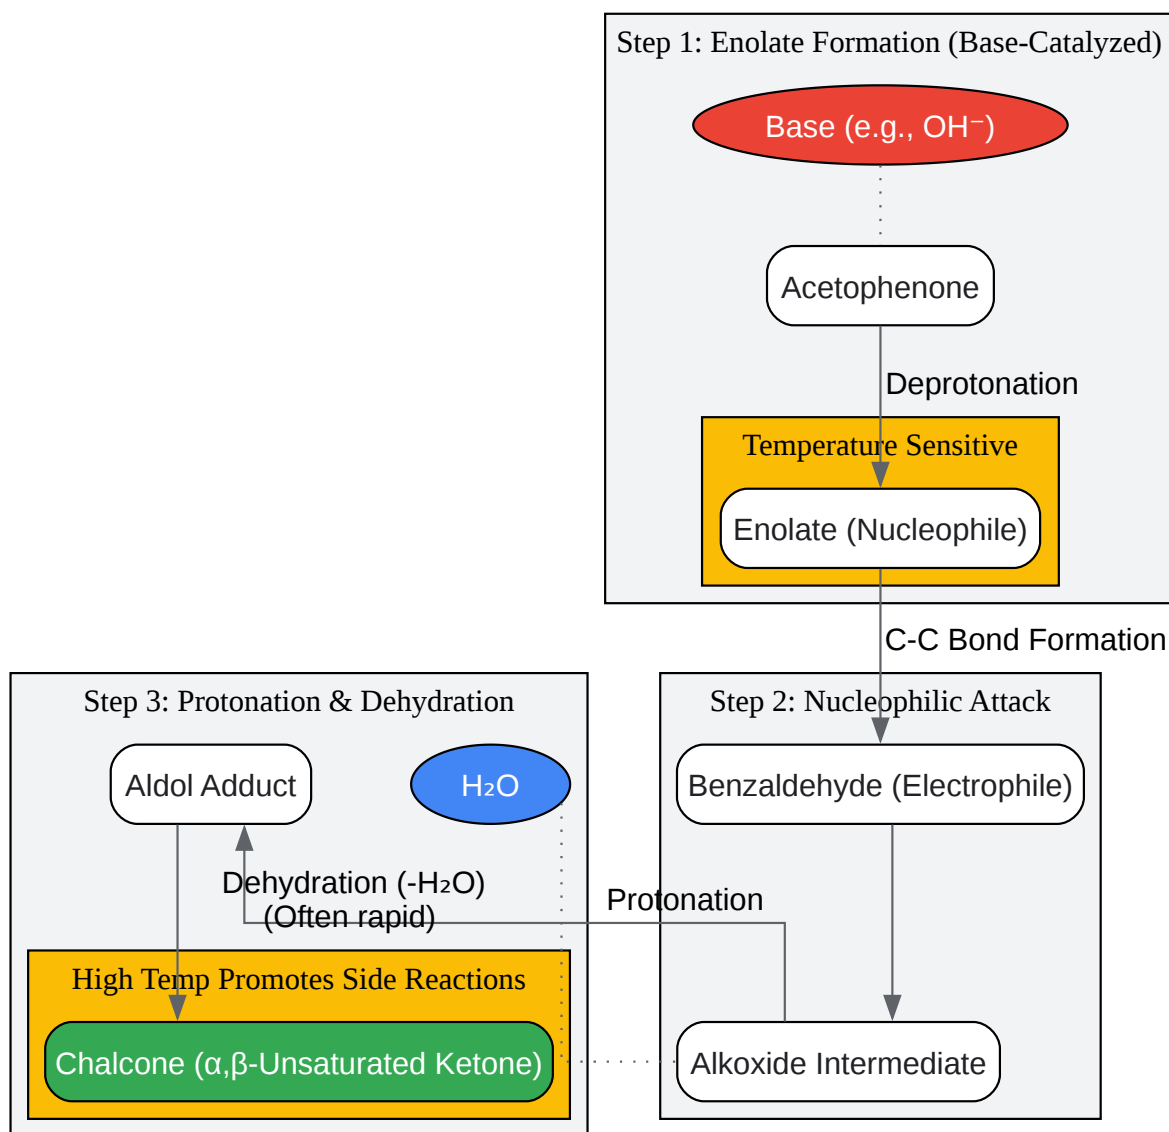 Step 1: Enolate Formation (Base-Catalyzed)
Base (e.g., OH⁻)
Acetophenone
Deprotonation
Temperature Sensitive
Enolate (Nucleophile)
C-C Bond Formation
Step 2: Nucleophilic Attack
Benzaldehyde (Electrophile)
Protonation
Alkoxide Intermediate
Step 3: Protonation & Dehydration
Aldol Adduct
H₂O
Dehydration (-H₂O)
(Often rapid)
High Temp Promotes Side Reactions
Chalcone (α,β-Unsaturated Ketone)